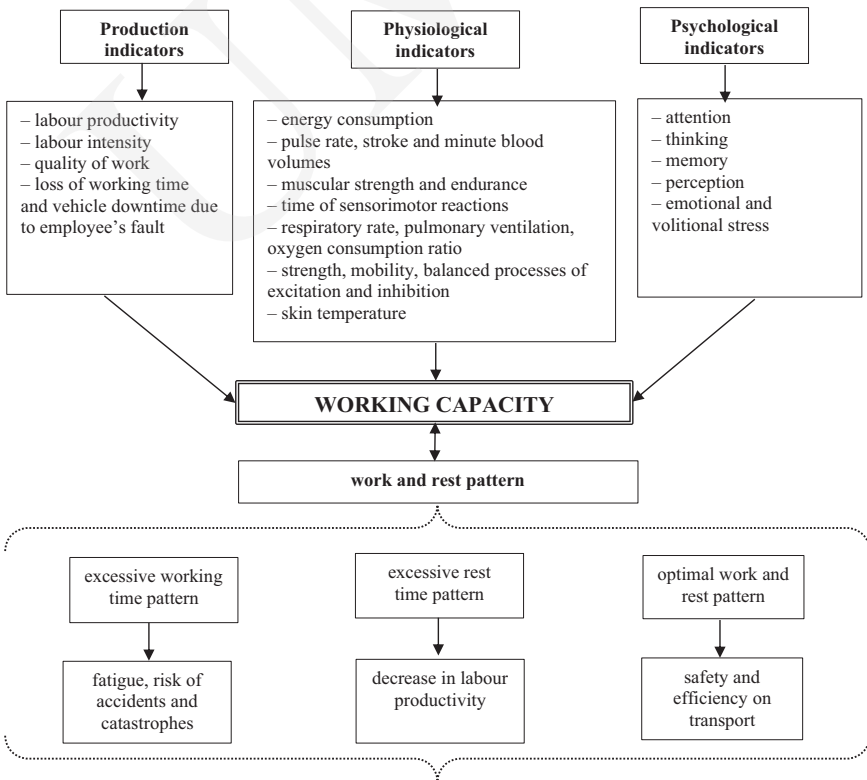 Production
indicators
Physiological
indicators
Psychological
indicators
– labour productivity
– labour intensity
– quality of work
– loss of working time
and vehicle downtime due
to employee's fault
– energy consumption
– pulse rate, stroke and minute blood
volumes
– muscular strength and endurance
– time of sensorimotor reactions
– respiratory rate, pulmonary ventilation,
oxygen consumption ratio
– strength, mobility, balanced processes of
excitation and inhibition
– skin temperature
– attention
– thinking
– memory
– perception
– emotional and
volitional stress
WORKING CAPACITY
work and rest pattern
excessive working
time pattern
excessive rest
time pattern
optimal work and
rest pattern
fatigue, risk of
accidents and
catastrophes
decrease in labour
productivity
safety and
efficiency on
transport